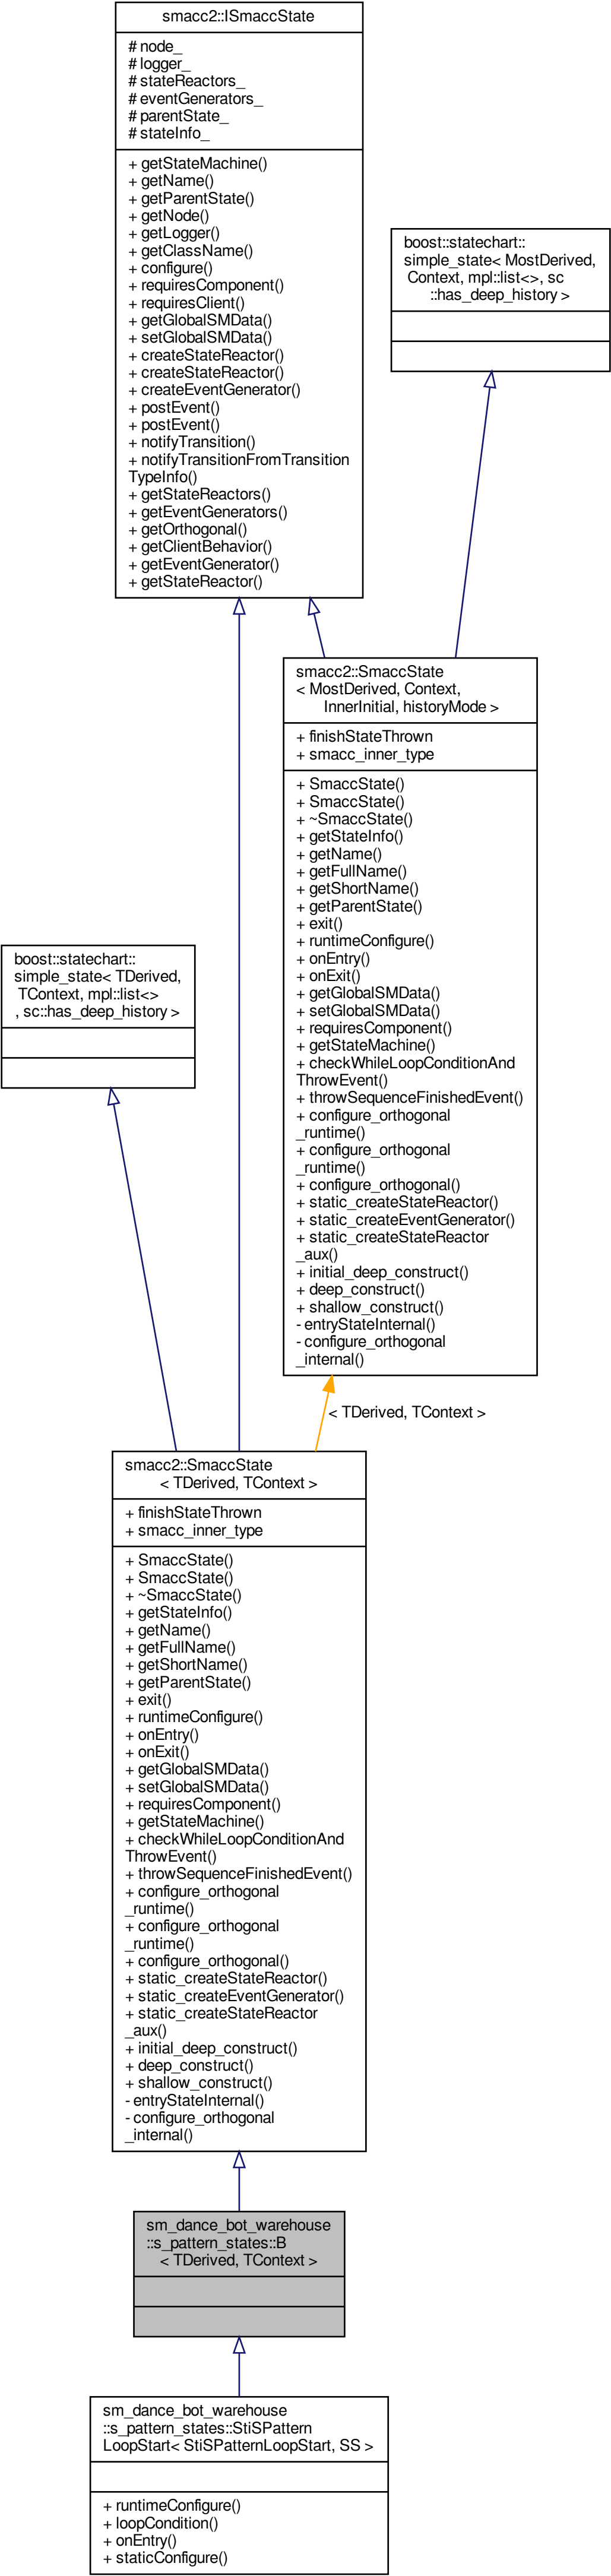 smacc2::ISmaccState
# node_
# logger_
# stateReactors_
# eventGenerators_
# parentState_
# stateInfo_
+ getStateMachine()
+ getName()
+ getParentState()
+ getNode()
+ getLogger()
+ getClassName()
+ configure()
+ requiresComponent()
+ requiresClient()
+ getGlobalSMData()
+ setGlobalSMData()
+ createStateReactor()
+ createStateReactor()
+ createEventGenerator()
+ postEvent()
+ postEvent()
+ notifyTransition()
+ notifyTransitionFromTransition
TypeInfo()
+ getStateReactors()
+ getEventGenerators()
+ getOrthogonal()
+ getClientBehavior()
+ getEventGenerator()
+ getStateReactor()
boost::statechart::
simple_state< MostDerived,
Context, mpl::list<>, sc
::has_deep_history >
smacc2::SmaccState
< MostDerived, Context,
InnerInitial, historyMode >
+ finishStateThrown
+ smacc_inner_type
+ SmaccState()
+ SmaccState()
+ ~SmaccState()
+ getStateInfo()
+ getName()
+ getFullName()
+ getShortName()
+ getParentState()
+ exit()
+ runtimeConfigure()
+ onEntry()
+ onExit()
+ getGlobalSMData()
+ setGlobalSMData()
+ requiresComponent()
+ getStateMachine()
+ checkWhileLoopConditionAnd
ThrowEvent()
+ throwSequenceFinishedEvent()
+ configure_orthogonal
_runtime()
+ configure_orthogonal
_runtime()
+ configure_orthogonal()
+ static_createStateReactor()
+ static_createEventGenerator()
+ static_createStateReactor
_aux()
+ initial_deep_construct()
+ deep_construct()
+ shallow_construct()
- entryStateInternal()
- configure_orthogonal
_internal()
boost::statechart::
simple_state< TDerived,
TContext, mpl::list<>
, sc::has_deep_history >
< TDerived, TContext >
smacc2::SmaccState
< TDerived, TContext >
+ finishStateThrown
+ smacc_inner_type
+ SmaccState()
+ SmaccState()
+ ~SmaccState()
+ getStateInfo()
+ getName()
+ getFullName()
+ getShortName()
+ getParentState()
+ exit()
+ runtimeConfigure()
+ onEntry()
+ onExit()
+ getGlobalSMData()
+ setGlobalSMData()
+ requiresComponent()
+ getStateMachine()
+ checkWhileLoopConditionAnd
ThrowEvent()
+ throwSequenceFinishedEvent()
+ configure_orthogonal
_runtime()
+ configure_orthogonal
_runtime()
+ configure_orthogonal()
+ static_createStateReactor()
+ static_createEventGenerator()
+ static_createStateReactor
_aux()
+ initial_deep_construct()
+ deep_construct()
+ shallow_construct()
- entryStateInternal()
- configure_orthogonal
_internal()
sm_dance_bot_warehouse
::s_pattern_states::B
< TDerived, TContext >
sm_dance_bot_warehouse
::s_pattern_states::StiSPattern
LoopStart< StiSPatternLoopStart, SS >
+ runtimeConfigure()
+ loopCondition()
+ onEntry()
+ staticConfigure()